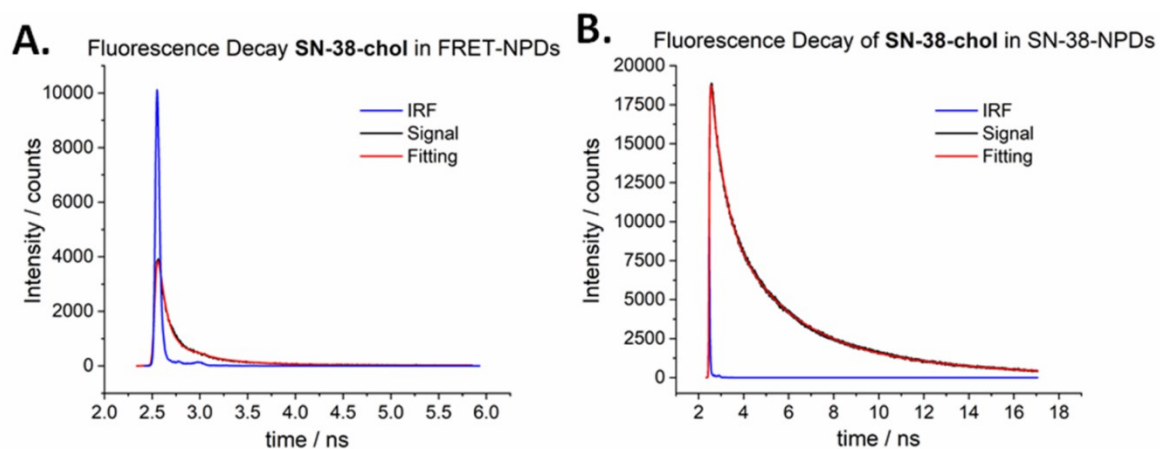 A.
Fluorescence Decay SN-38-chol in FRET-NPDs
IRF
Signal
Fitting
Intensity / counts
10000
8000
6000
4000
2000
0
2.0 2.5 3.0 3.5 4.0 4.5 5.0 5.5 6.0
time / ns
B.
Fluorescence Decay of SN-38-chol in SN-38-NPDs
IRF
Signal
Fitting
Intensity / counts
20000
17500
15000
12500
10000
7500
5000
2500
0
2 4 6 8 10 12 14 16 18
time / ns